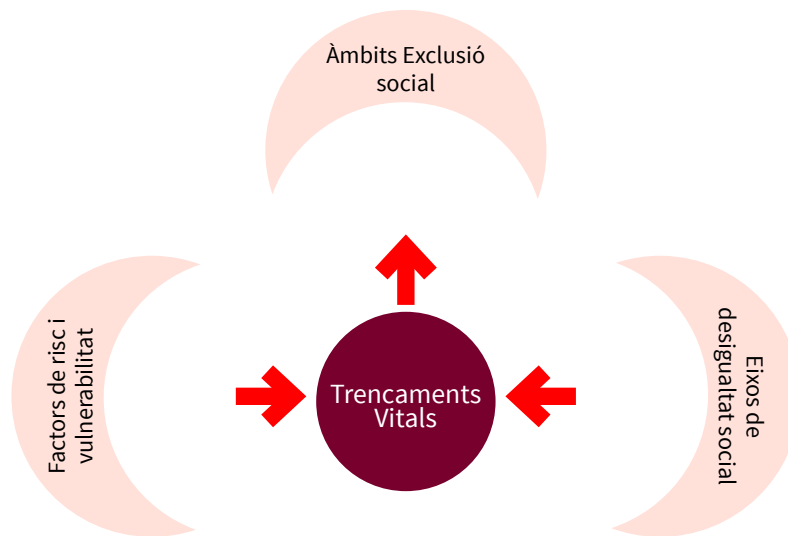 Àmbits Exclusió
social
Factors de risc i
vulnerabilitat
Trencaments
Vitals
Eixos de
desigualtat social